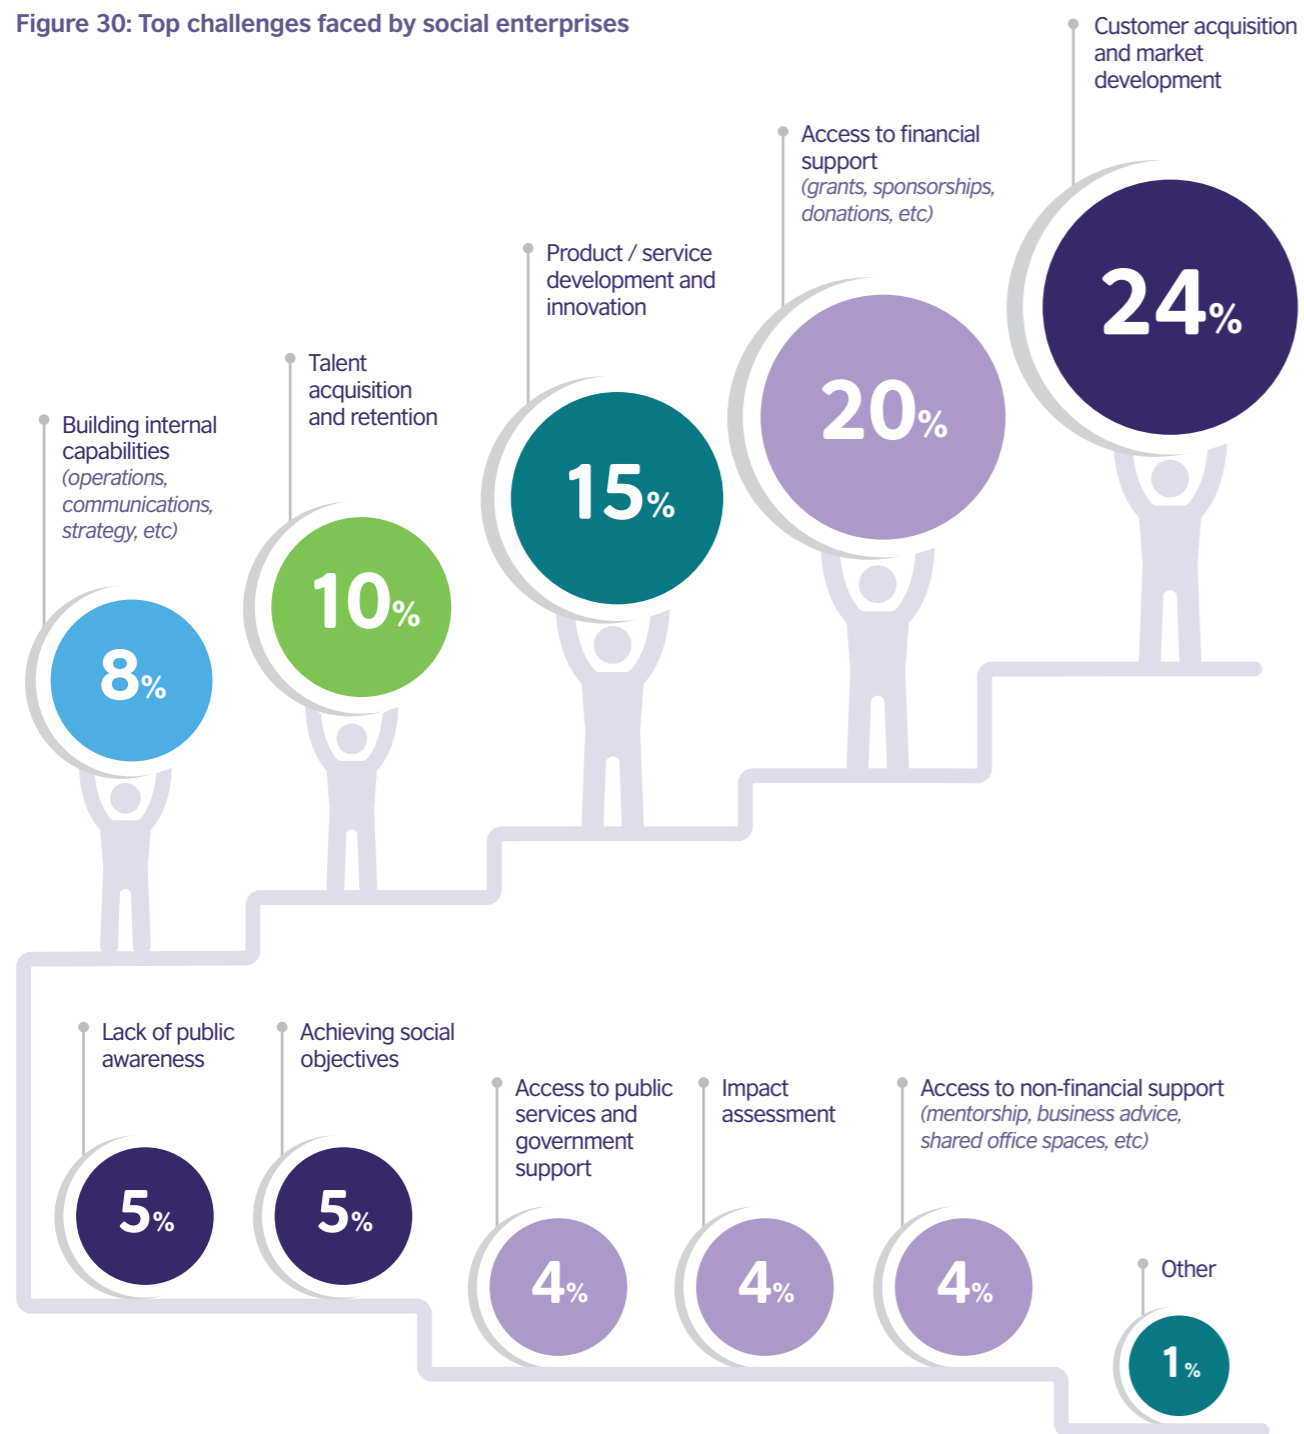 Figure 30: Top challenges faced by social enterprises
Customer acquisition
and market
development
24%
Access to financial
support
(grants, sponsorships,
donations, etc)
20%
Product / service
development and
innovation
15%
Talent
acquisition
and retention
10%
Building internal
capabilities
(operations,
communications,
strategy, etc)
8%
Lack of public
awareness
5%
Achieving social
objectives
5%
Access to public
services and
government
support
4%
Impact
assessment
4%
Access to non-financial support
(mentorship, business advice,
shared office spaces, etc)
4%
Other
1%